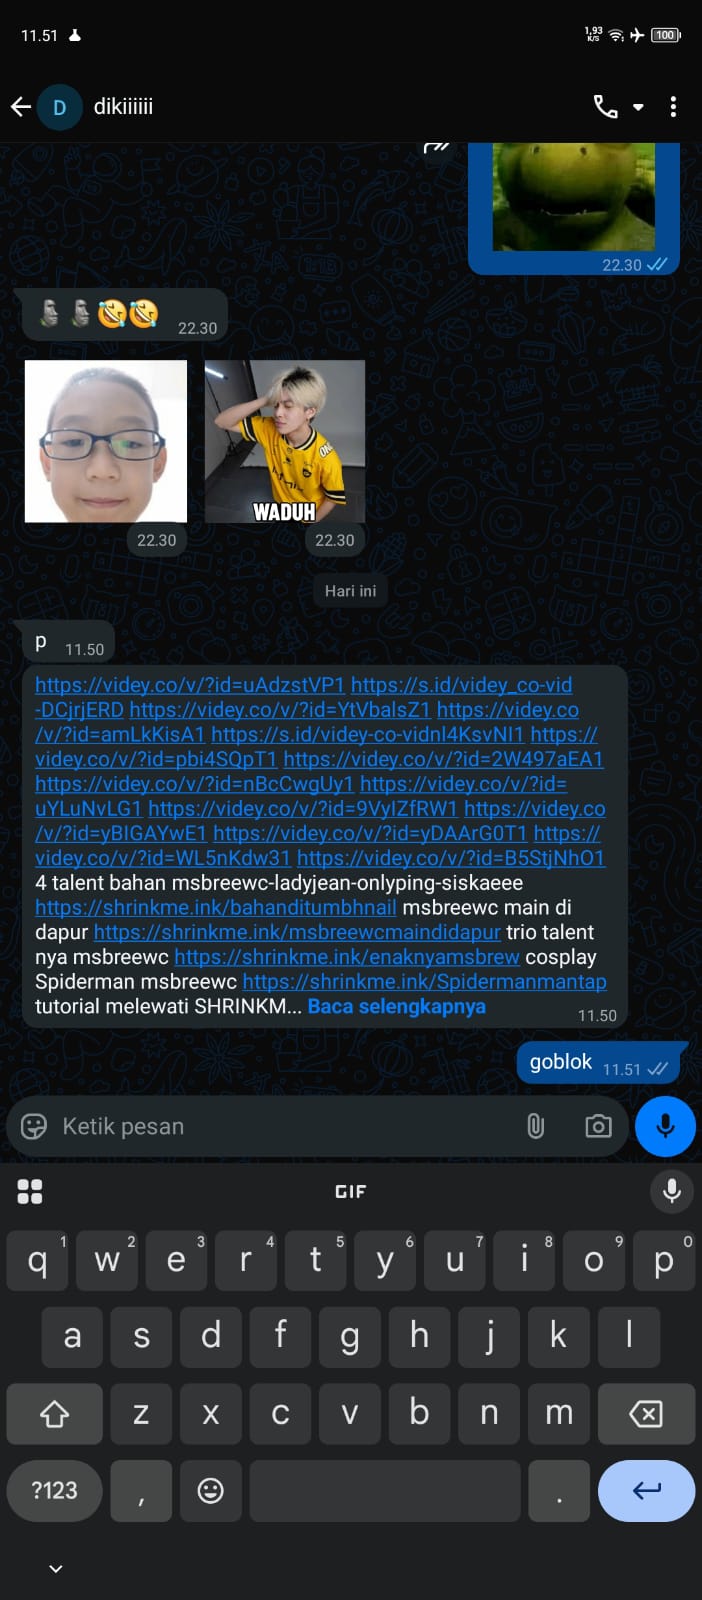 11.51
1,93
K/S
100
D dikiiiiii
22.30
22.30
WADUH
22.30
22.30
Hari ini
p 11.50
https://videy.co/v/?id=uAdzstVP1 https://s.id/videy_co-vid
-DCjrjERD https://videy.co/v/?id=YtVbalsZ1 https://videy.co
/v/?id=amLkKisA1 https://s.id/videy-co-vidnl4KsvNI1 https://
videy.co/v/?id=pbi4SQpT1 https://videy.co/v/?id=2W497aEA1
https://videy.co/v/?id=nBcCwgUy1 https://videy.co/v/?id=
uYLuNvLG1 https://videy.co/v/?id=9VyIZfRW1 https://videy.co
/v/?id=yBIGAYwE1 https://videy.co/v/?id=yDAArG0T1 https://
videy.co/v/?id=WL5nKdw31 https://videy.co/v/?id=B5StjNhO1
4 talent bahan msbreewc-ladyjean-onlyping-siskaeee
https://shrinkme.ink/bahanditumbhnail msbreewc main di
dapur https://shrinkme.ink/msbreewcmaindidapur trio talent
nya msbreewc https://shrinkme.ink/enaknyamsbrew cosplay
Spiderman msbreewc https://shrinkme.ink/Spidermanmantap
tutorial melewati SHRINKM... Baca selengkapnya
11.50
goblok 11.51
Ketik pesan
GIF
q 1 w 2 e 3 r 4 t 5 y 6 u 7 i 8 o 9 p 0
a s d f g h j k l
z x c v b n m
?123 , .